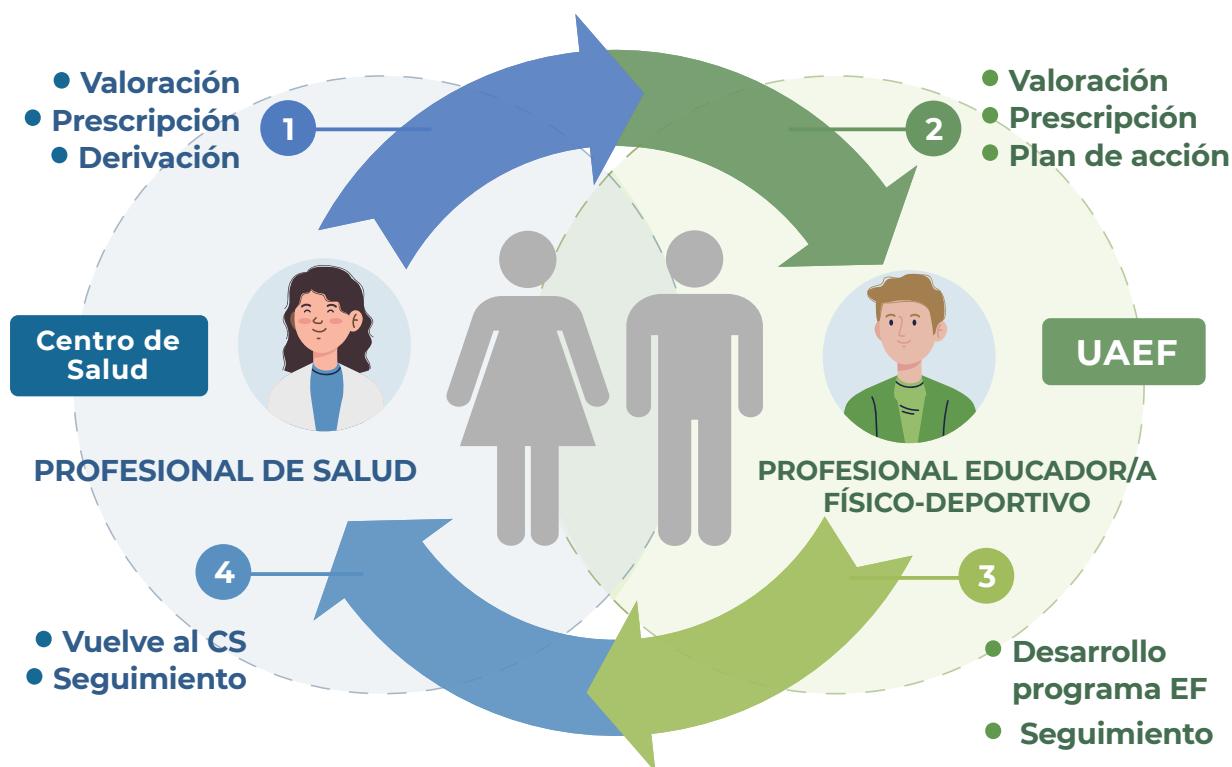 Valoración
Prescripción
Derivación
1
2
Valoración
Prescripción
Plan de acción
Centro de
Salud
UAEF
PROFESIONAL DE SALUD
PROFESIONAL EDUCADOR/A
FÍSICO-DEPORTIVO
4
3
Vuelve al CS
Seguimiento
Desarrollo
programa EF
Seguimiento